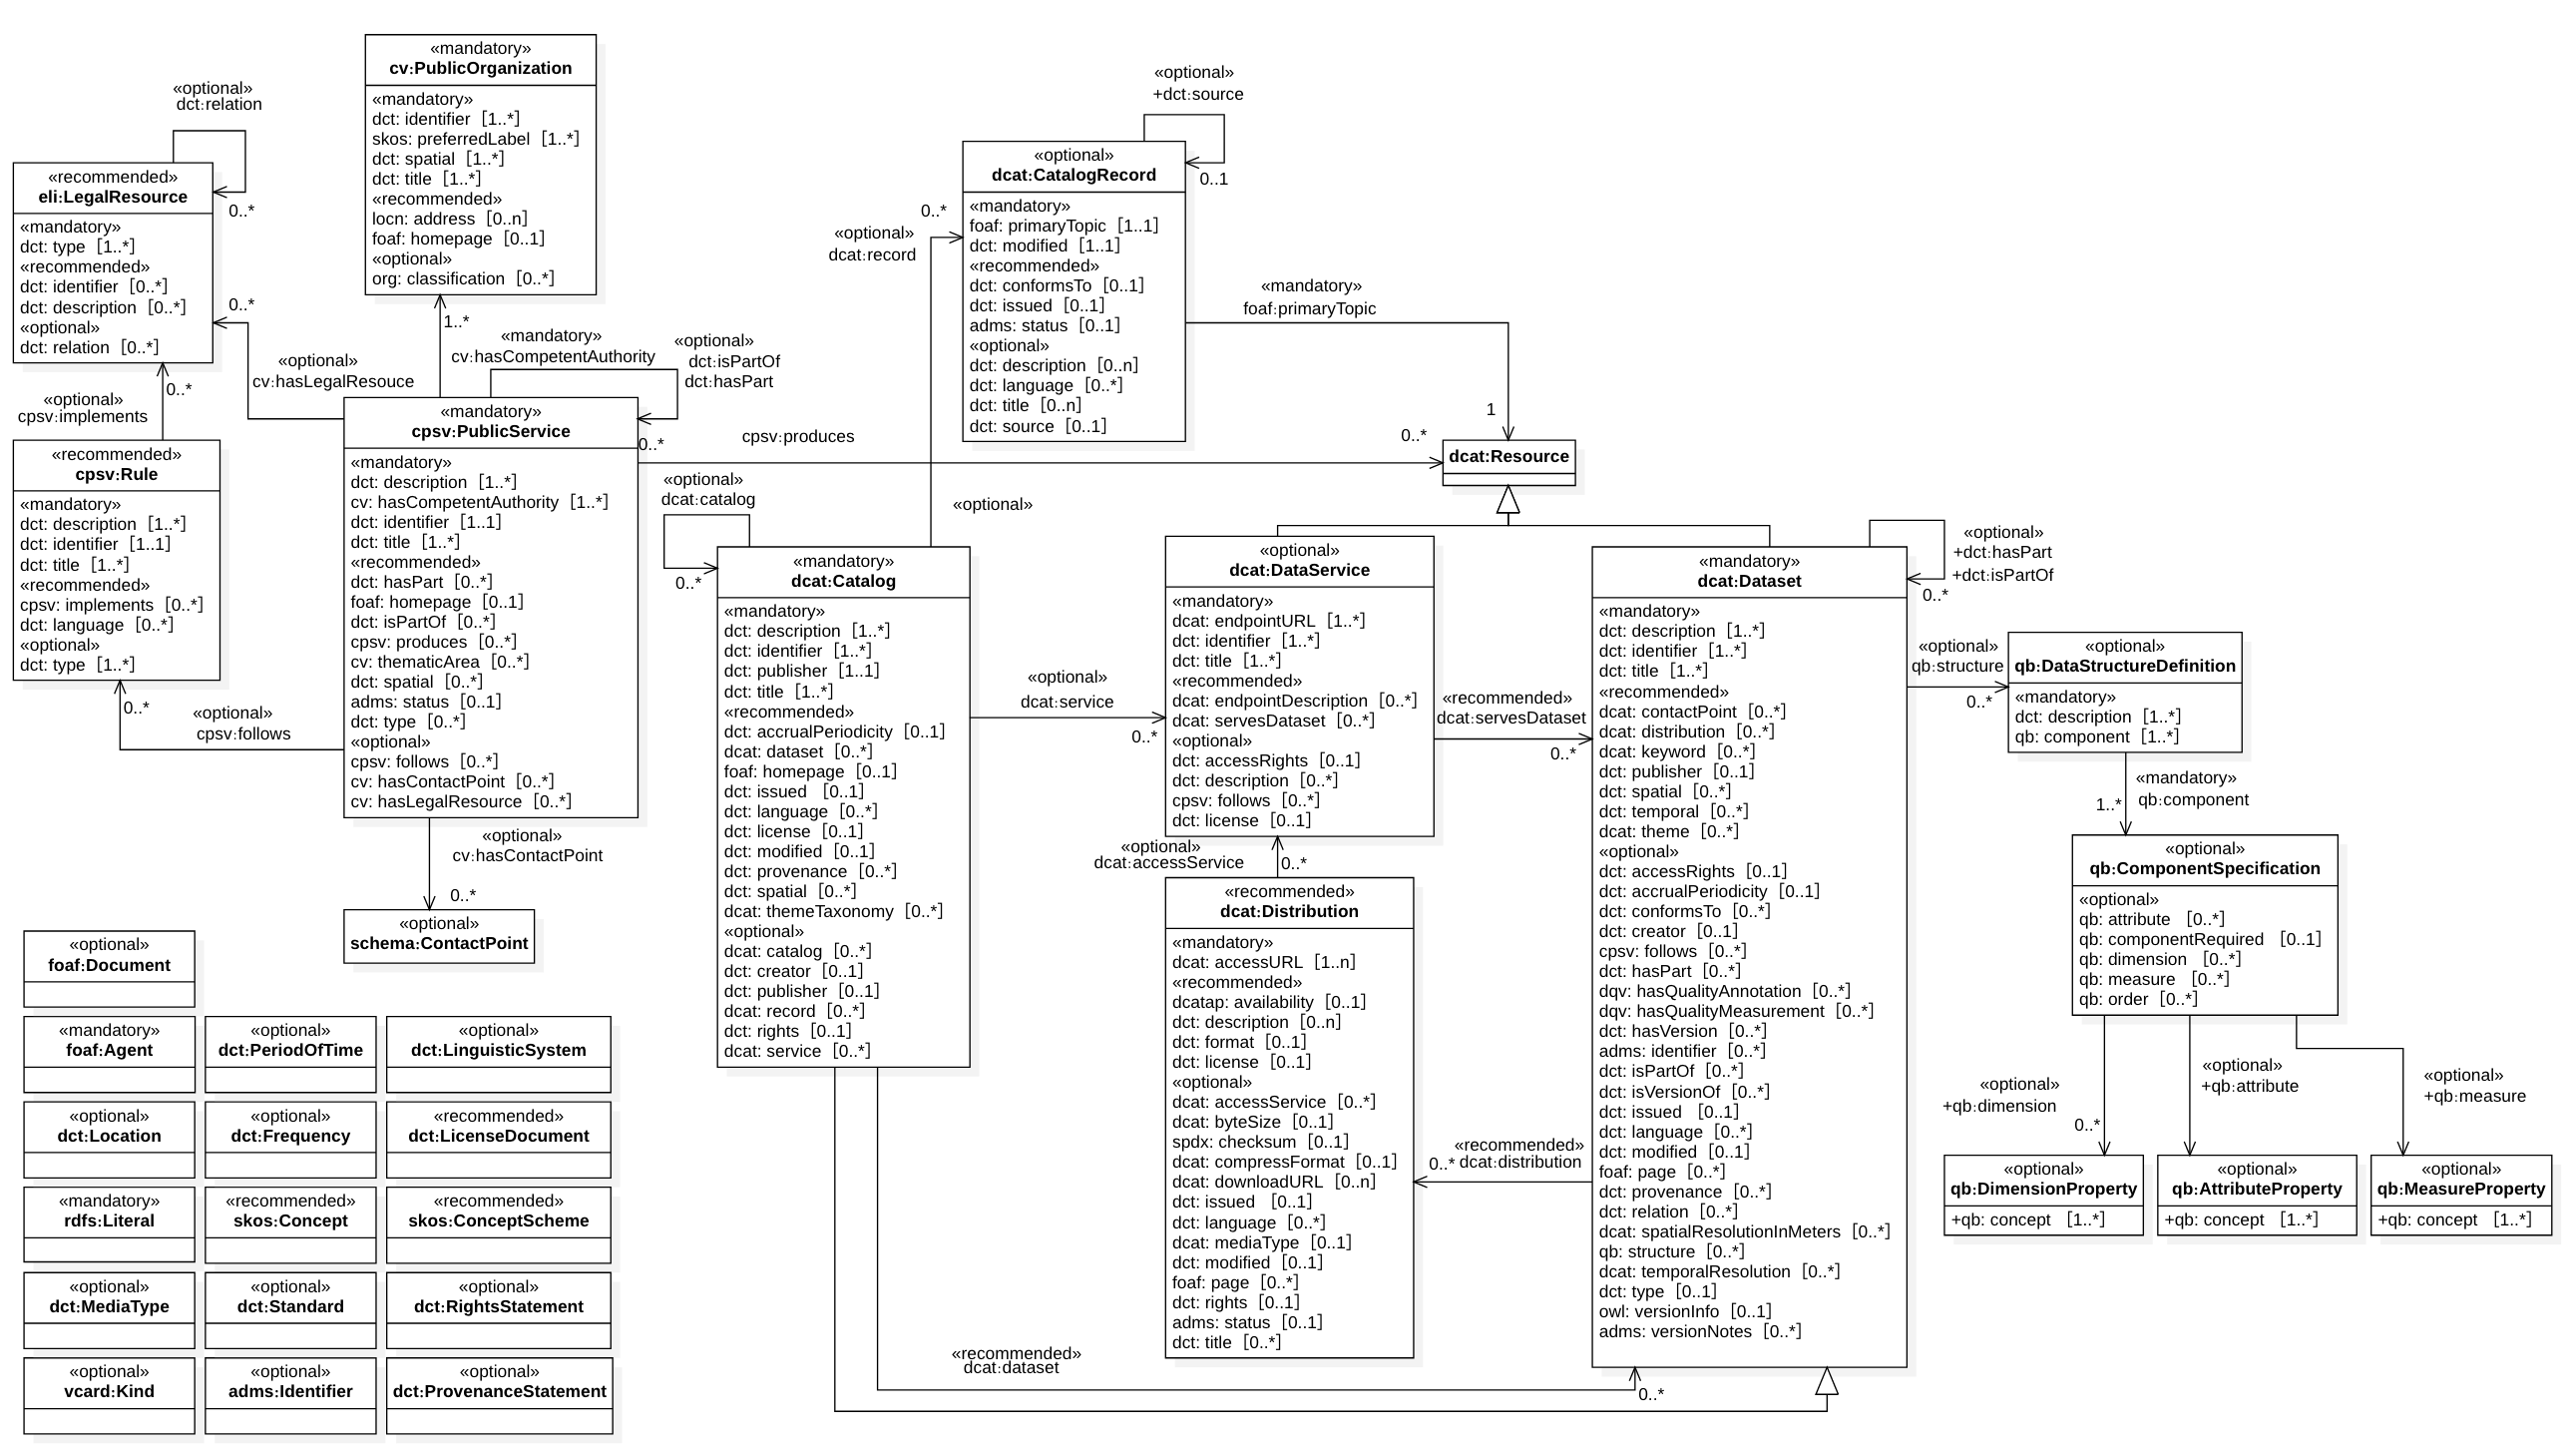 «optional»
dct:relation
«recommended»
eli:LegalResource
«mandatory»
dct: type [1..*]
«recommended»
dct: identifier [0..*]
dct: description [0..*]
«optional»
dct: relation [0..*]
0..*
0..*
«optional»
cpsv:implements
0..*
«recommended»
cpsv:Rule
«mandatory»
dct: description [1..*]
dct: identifier [1..1]
dct: title [1..*]
«recommended»
cpsv: implements [0..*]
dct: language [0..*]
«optional»
dct: type [1..*]
0..*
«optional»
cpsv:follows
«mandatory»
cv:PublicOrganization
«mandatory»
dct: identifier [1..*]
skos: preferredLabel [1..*]
dct: spatial [1..*]
dct: title [1..*]
«recommended»
locn: address [0..n]
foaf: homepage [0..1]
«optional»
org: classification [0..*]
1..*
«mandatory»
cv:hasCompetentAuthority
«optional»
dct:isPartOf
dct:hasPart
«optional»
cv:hasLegalResouce
«mandatory»
cpsv:PublicService
0..*
«mandatory»
dct: description [1..*]
cv: hasCompetentAuthority [1..*]
dct: identifier [1..1]
dct: title [1..*]
«recommended»
dct: hasPart [0..*]
foaf: homepage [0..1]
dct: isPartOf [0..*]
cpsv: produces [0..*]
cv: thematicArea [0..*]
dct: spatial [0..*]
adms: status [0..1]
dct: type [0..*]
«optional»
cpsv: follows [0..*]
cv: hasContactPoint [0..*]
cv: hasLegalResource [0..*]
«optional»
cv:hasContactPoint
0..*
«optional»
schema:ContactPoint
«optional»
foaf:Document
«mandatory»
foaf:Agent
«optional»
dct:PeriodOfTime
«optional»
dct:LinguisticSystem
«optional»
dct:Location
«optional»
dct:Frequency
«recommended»
dct:LicenseDocument
«mandatory»
rdfs:Literal
«recommended»
skos:Concept
«recommended»
skos:ConceptScheme
«optional»
dct:MediaType
«optional»
dct:Standard
«optional»
dct:RightsStatement
«optional»
vcard:Kind
«optional»
adms:Identifier
«optional»
dct:ProvenanceStatement
cpsv:produces
0..*
«optional»
dcat:catalog
0..*
«optional»
+dct:source
0..1
«optional»
dcat:CatalogRecord
«mandatory»
foaf: primaryTopic [1..1]
dct: modified [1..1]
«recommended»
dct: conformsTo [0..1]
dct: issued [0..1]
adms: status [0..1]
«optional»
dct: description [0..n]
dct: language [0..*]
dct: title [0..n]
dct: source [0..1]
0..*
«optional»
dcat:record
«optional»
«mandatory»
foaf:primaryTopic
1
dcat:Resource
«mandatory»
dcat:Catalog
«mandatory»
dct: description [1..*]
dct: identifier [1..*]
dct: publisher [1..1]
dct: title [1..*]
«recommended»
dct: accrualPeriodicity [0..1]
dcat: dataset [0..*]
foaf: homepage [0..1]
dct: issued [0..1]
dct: language [0..*]
dct: license [0..1]
dct: modified [0..1]
dct: provenance [0..*]
dct: spatial [0..*]
dcat: themeTaxonomy [0..*]
«optional»
dcat: catalog [0..*]
dct: creator [0..1]
dct: publisher [0..1]
dcat: record [0..*]
dct: rights [0..1]
dcat: service [0..*]
«optional»
dcat:service
0..*
«recommended»
dcat:dataset
0..*
«optional»
dcat:DataService
«mandatory»
dcat: endpointURL [1..*]
dct: identifier [1..*]
dct: title [1..*]
«recommended»
dcat: endpointDescription [0..*]
dcat: servesDataset [0..*]
«optional»
dct: accessRights [0..1]
dct: description [0..*]
cpsv: follows [0..*]
dct: license [0..1]
«optional»
dcat:accessService
0..*
«recommended»
dcat:servesDataset
0..*
«recommended»
dcat:Distribution
«mandatory»
dcat: accessURL [1..n]
«recommended»
dcatap: availability [0..1]
dct: description [0..n]
dct: format [0..1]
dct: license [0..1]
«optional»
dcat: accessService [0..*]
dcat: byteSize [0..1]
spdx: checksum [0..1]
dcat: compressFormat [0..1]
dcat: downloadURL [0..n]
dct: issued [0..1]
dct: language [0..*]
dcat: mediaType [0..1]
dct: modified [0..1]
foaf: page [0..*]
dct: rights [0..1]
adms: status [0..1]
dct: title [0..*]
«recommended»
0..* dcat:distribution
«mandatory»
dcat:Dataset
«mandatory»
dct: description [1..*]
dct: identifier [1..*]
dct: title [1..*]
«recommended»
dcat: contactPoint [0..*]
dcat: distribution [0..*]
dcat: keyword [0..*]
dct: publisher [0..1]
dct: spatial [0..*]
dct: temporal [0..*]
dcat: theme [0..*]
«optional»
dct: accessRights [0..1]
dct: accrualPeriodicity [0..1]
dct: conformsTo [0..*]
dct: creator [0..1]
cpsv: follows [0..*]
dct: hasPart [0..*]
dqv: hasQualityAnnotation [0..*]
dqv: hasQualityMeasurement [0..*]
dct: hasVersion [0..*]
adms: identifier [0..*]
dct: isPartOf [0..*]
dct: isVersionOf [0..*]
dct: issued [0..1]
dct: language [0..*]
dct: modified [0..1]
foaf: page [0..*]
dct: provenance [0..*]
dct: relation [0..*]
dcat: spatialResolutionInMeters [0..*]
qb: structure [0..*]
dcat: temporalResolution [0..*]
dct: type [0..1]
owl: versionInfo [0..1]
adms: versionNotes [0..*]
«optional»
+dct:hasPart
+dct:isPartOf
0..*
«optional»
qb:structure
0..*
«optional»
qb:DataStructureDefinition
«mandatory»
dct: description [1..*]
qb: component [1..*]
«mandatory»
1..* qb:component
«optional»
qb:ComponentSpecification
«optional»
qb: attribute [0..*]
qb: componentRequired [0..1]
qb: dimension [0..*]
qb: measure [0..*]
qb: order [0..*]
«optional»
+qb:dimension
0..*
«optional»
+qb:attribute
«optional»
+qb:measure
«optional»
qb:DimensionProperty
+qb: concept [1..*]
«optional»
qb:AttributeProperty
+qb: concept [1..*]
«optional»
qb:MeasureProperty
+qb: concept [1..*]